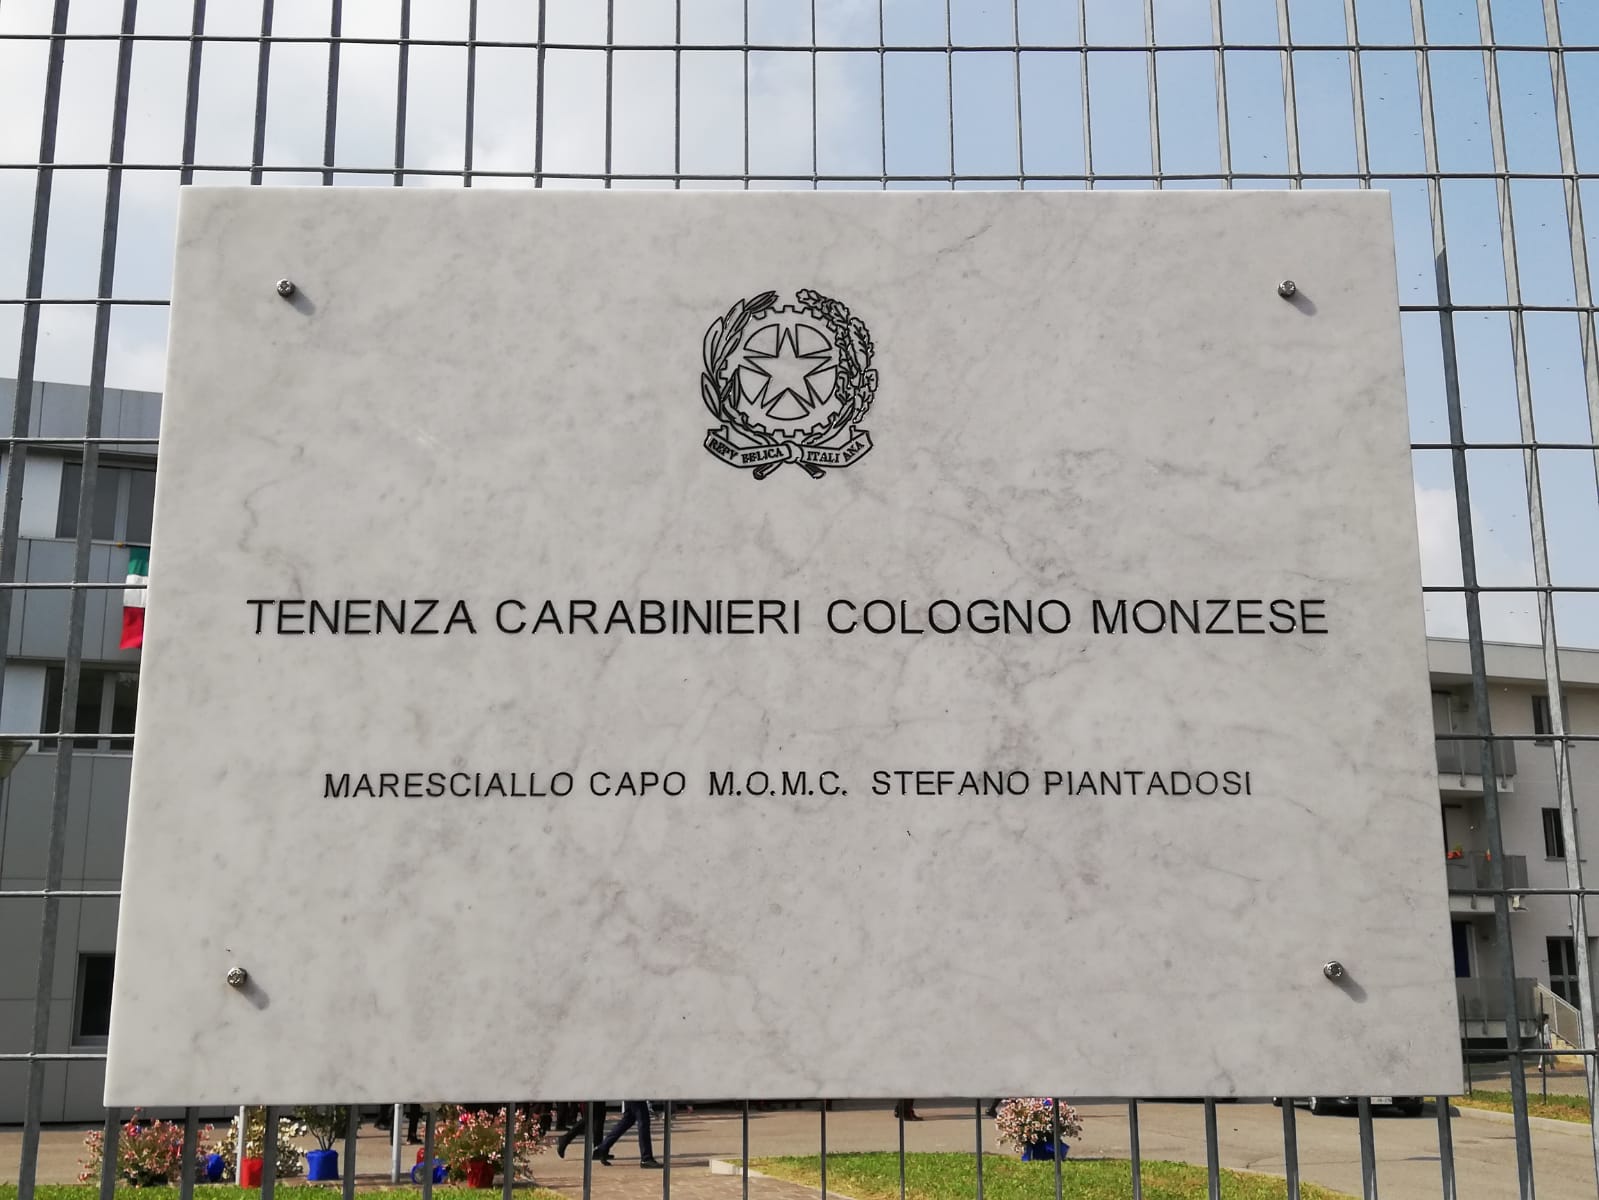 REPVBBLICA ITALIANA
TENENZA CARABINIERI COLOGNO MONZESE
MARESCIALLO CAPO M.O.M.C. STEFANO PIANTADOSI